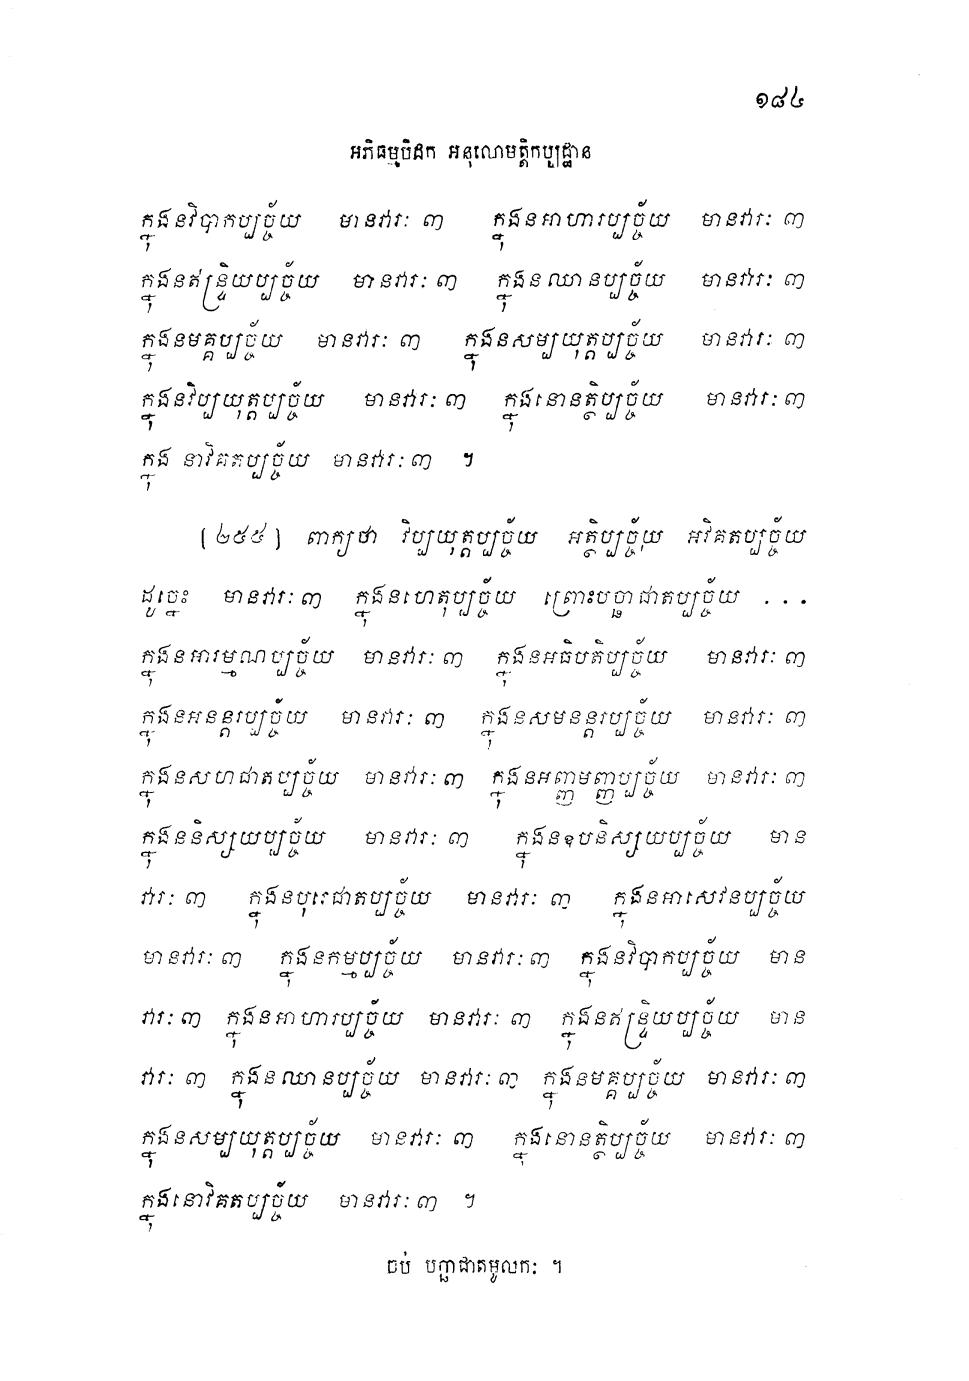 ១៨៤
អភិធម្មបិដក អនុលោមត្តិកប្បដ្ឋាន
ក្នុងនវិបាកប្បច្ច័យ មានវារៈ ៣ ក្នុងនអាហារប្បច្ច័យ មានវារៈ ៣
ក្នុងនឥន្ទ្រិយប្បច្ច័យ មានវារៈ ៣ ក្នុងនឈានប្បច្ច័យ មានវារៈ ៣
ក្នុងនមគ្គប្បច្ច័យ មានវារៈ ៣ ក្នុងនសម្បយុត្តប្បច្ច័យ មានវារៈ ៣
ក្នុងនវិប្បយុត្តប្បច្ច័យ មានវារៈ ៣ ក្នុងនោនត្ថិប្បច្ច័យ មានវារៈ ៣
ក្នុង នាវិគតប្បច្ច័យ មានវារៈ ៣ ។
(២៥៥) ពាក្យថា វិប្បយុត្តប្បច្ច័យ អត្ថិប្បច្ច័យ អវិគតប្បច្ច័យ
ដូច្នេះ មានវារៈ ៣ ក្នុងនហេតុប្បច្ច័យ ព្រោះបច្ឆាជាតប្បច្ច័យ ...
ក្នុងនអារម្មណប្បច្ច័យ មានវារៈ ៣ ក្នុងនអធិបតិប្បច្ច័យ មានវារៈ ៣
ក្នុងនអនន្តរប្បច្ច័យ មានវារៈ ៣ ក្នុងនសមនន្តរប្បច្ច័យ មានវារៈ ៣
ក្នុងនសហជាតប្បច្ច័យ មានវារៈ ៣ ក្នុងនអញ្ញមញ្ញប្បច្ច័យ មានវារៈ ៣
ក្នុងននិស្សយប្បច្ច័យ មានវារៈ ៣ ក្នុងនឧបនិស្សយប្បច្ច័យ មាន
វារៈ ៣ ក្នុងនបុរេជាតប្បច្ច័យ មានវារៈ ៣ ក្នុងនអាសេវនប្បច្ច័យ
មានវារៈ ៣ ក្នុងនកម្មប្បច្ច័យ មានវារៈ ៣ ក្នុងនវិបាកប្បច្ច័យ មាន
វារៈ ៣ ក្នុងនអាហារប្បច្ច័យ មានវារៈ ៣ ក្នុងនឥន្ទ្រិយប្បច្ច័យ មាន
វារៈ ៣ ក្នុងនឈានប្បច្ច័យ មានវារៈ ៣ ក្នុងនមគ្គប្បច្ច័យ មានវារៈ ៣
ក្នុងនសម្បយុត្តប្បច្ច័យ មានវារៈ ៣ ក្នុងនោនត្ថិប្បច្ច័យ មានវារៈ ៣
ក្នុងនោវិគតប្បច្ច័យ មានវារៈ ៣ ។
ចប់ បច្ឆាជាតមូលកៈ ។